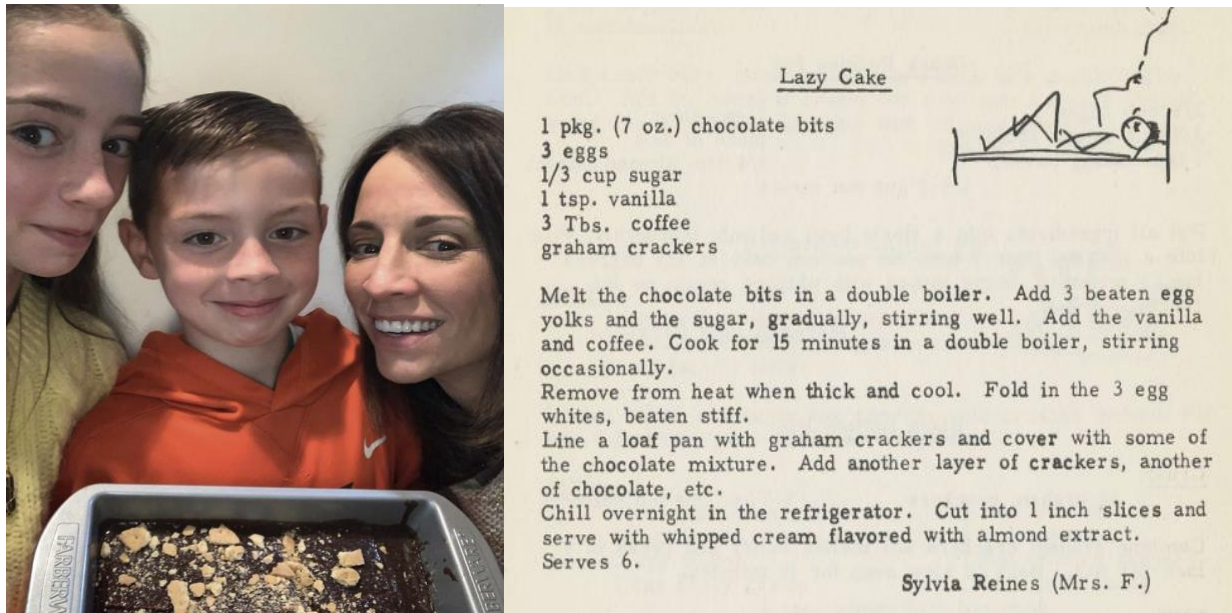 FARBERW
BERWARE
Lazy Cake
1 pkg. (7 oz.) chocolate bits
3 eggs
1/3 cup sugar
1 tsp. vanilla
3 Tbs. coffee
graham crackers
Melt the chocolate bits in a double boiler. Add 3 beaten egg
yolks and the sugar, gradually, stirring well. Add the vanilla
and coffee. Cook for 15 minutes in a double boiler, stirring
occasionally.
Remove from heat when thick and cool. Fold in the 3 egg
whites, beaten stiff.
Line a loaf pan with graham crackers and cover with some of
the chocolate mixture. Add another layer of crackers, another
of chocolate, etc.
Chill overnight in the refrigerator. Cut into 1 inch slices and
serve with whipped cream flavored with almond extract.
Serves 6.
Sylvia Reines (Mrs. F.)